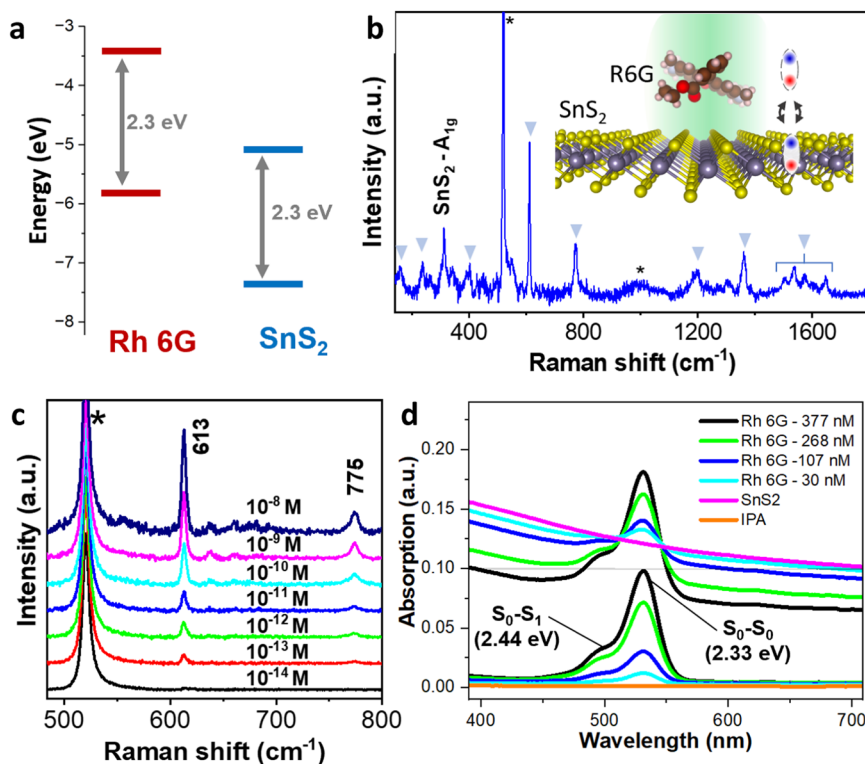 a
−3
−4
−5
−6
−7
−8
Energy (eV)
2.3 eV
2.3 eV
Rh 6G
SnS₂
b
*
R6G
SnS₂
SnS₂ - A₁g
*
Intensity (a.u.)
400 800 1200 1600
Raman shift (cm⁻¹)
c
*
613
775
10⁻⁸ M
10⁻⁹ M
10⁻¹⁰ M
10⁻¹¹ M
10⁻¹² M
10⁻¹³ M
10⁻¹⁴ M
Intensity (a.u.)
500 600 700 800
Raman shift (cm⁻¹)
d
Rh 6G - 377 nM
Rh 6G - 268 nM
Rh 6G -107 nM
Rh 6G - 30 nM
SnS2
IPA
0.20
0.15
0.10
0.05
0.00
Absorption (a.u.)
S₀-S₁
(2.44 eV)
S₀-S₀
(2.33 eV)
400 500 600 700
Wavelength (nm)